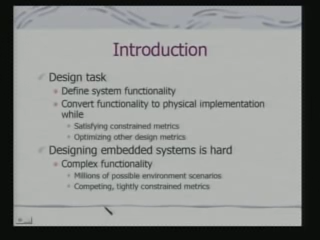 Introduction
Design task
Define system functionality
Convert functionality to physical implementation
while
Satisfying constrained metrics
Optimizing other design metrics
Designing embedded systems is hard
Complex functionality
Millions of possible environment scenarios
Competing, tightly constrained metrics